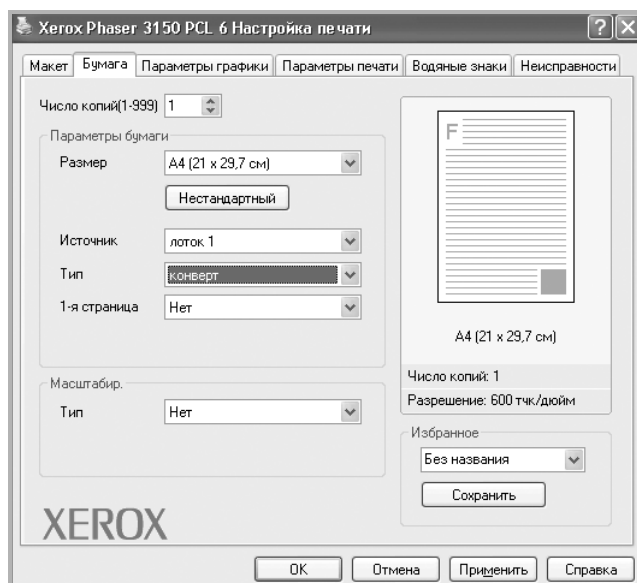 Xerox Phaser 3150 PCL 6 Настройка печати
Макет Бумага Параметры графики Параметры печати Водяные знаки Неисправности
Число копий(1-999) 1
Параметры бумаги
Размер A4 (21 x 29,7 см)
Нестандартный
Источник лоток 1
Тип конверт
1-я страница Нет
Масштабир.
Тип Нет
XEROX
F
A4 (21 x 29,7 см)
Число копий: 1
Разрешение: 600 тчк/дюйм
Избранное
Без названия
Сохранить
OK Отмена Применить Справка